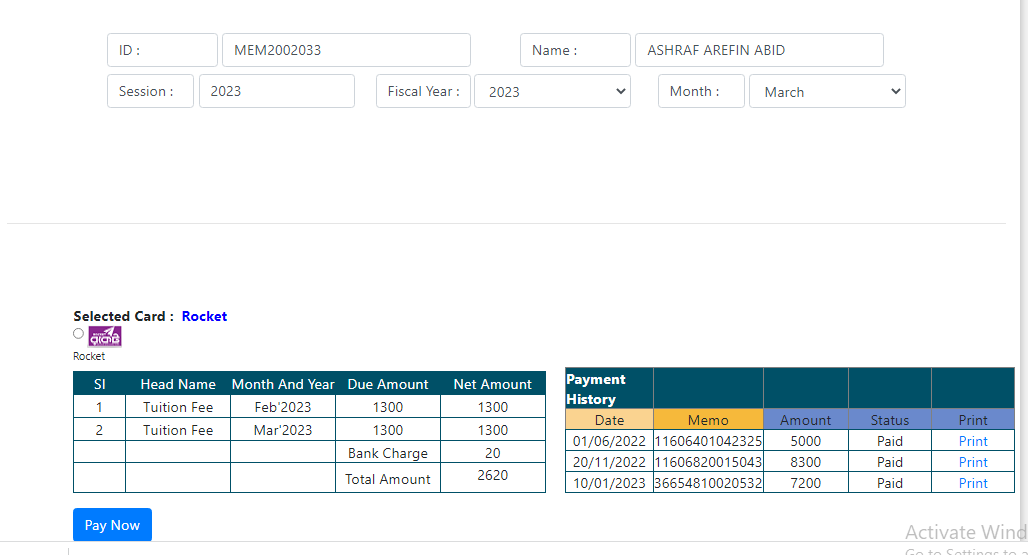 ID : MEM2002033 Name : ASHRAF AREFIN ABID
Session : 2023 Fiscal Year : 2023 Month : March
Selected Card : Rocket
রকেট
Rocket
Sl Head Name Month And Year Due Amount Net Amount
1 Tuition Fee Feb'2023 1300 1300
2 Tuition Fee Mar'2023 1300 1300
Bank Charge 20
Total Amount 2620
Payment History
Date Memo Amount Status Print
01/06/2022 11606401042325 5000 Paid Print
20/11/2022 11606820015043 8300 Paid Print
10/01/2023 36654810020532 7200 Paid Print
Pay Now
Activate Wind